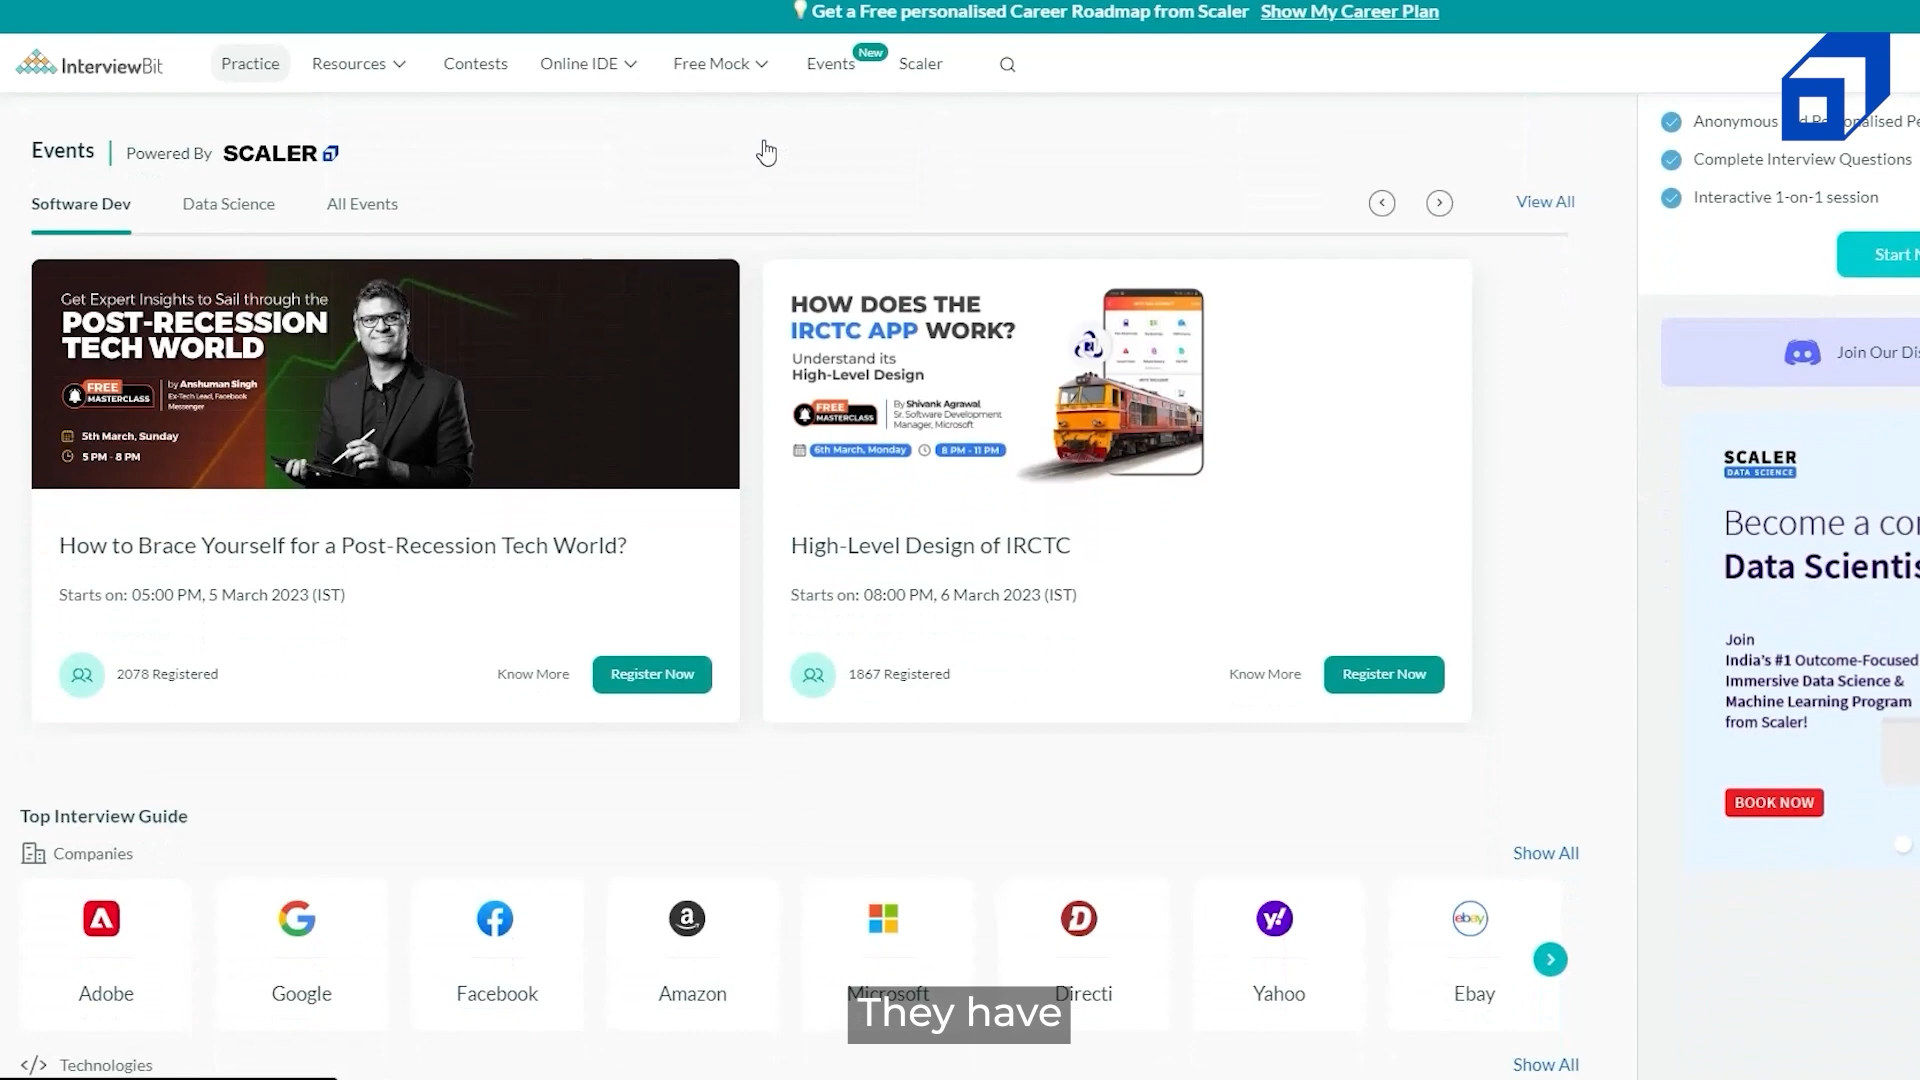 Get a Free personalised Career Roadmap from Scaler Show My Career Plan
InterviewBit
Practice
Resources
Contests
Online IDE
Free Mock
Events
New
Scaler
Events
Powered By SCALER
Software Dev
Data Science
All Events
View All
Get Expert Insights to Sail through the
POST-RECESSION
TECH WORLD
FREE
MASTERCLASS
by Anshuman Singh
Ex-Tech Lead, Facebook
Messenger
5th March, Sunday
5 PM - 8 PM
How to Brace Yourself for a Post-Recession Tech World?
Starts on: 05:00 PM, 5 March 2023 (IST)
2078 Registered
Know More
Register Now
HOW DOES THE
IRCTC APP WORK?
Understand its
High-Level Design
FREE
MASTERCLASS
By Shivank Agrawal
Sr. Software Development
Manager, Microsoft
6th March, Monday
8 PM - 11 PM
High-Level Design of IRCTC
Starts on: 08:00 PM, 6 March 2023 (IST)
1867 Registered
Know More
Register Now
Anonymous
Complete Interview Questions
Interactive 1-on-1 session
Start
Join Our
SCALER
DATA SCIENCE
Become a
Data
Join
India's #1 Outcome-Focused
Immersive Data Science &
Machine Learning Program
from Scaler!
BOOK NOW
Top Interview Guide
Companies
Show All
Adobe
Google
Facebook
Amazon
Microsoft
Directi
Yahoo
ebay
Ebay
They have
Technologies
Show All